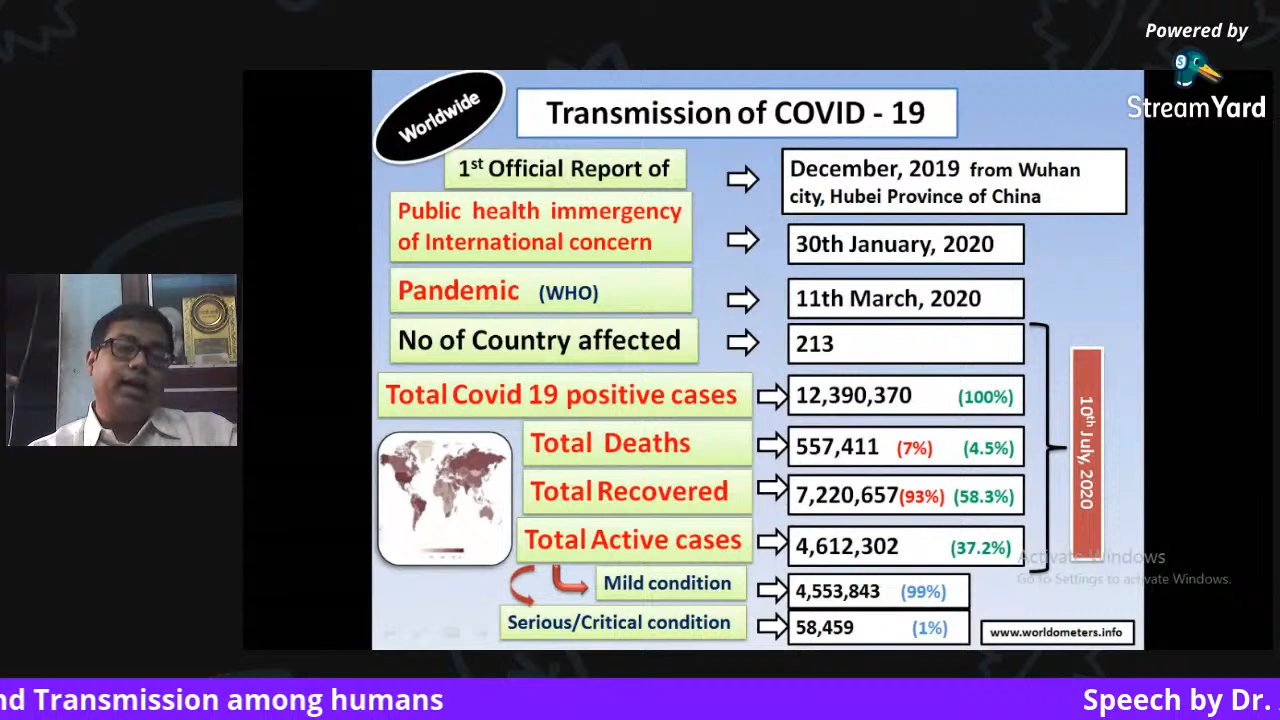 Powered by
StreamYard
Worldwide
Transmission of COVID - 19
1st Official Report of
December, 2019 from Wuhan
city, Hubei Province of China
Public health immergency
of International concern
30th January, 2020
Pandemic (WHO)
11th March, 2020
No of Country affected
213
Total Covid 19 positive cases
12,390,370 (100%)
Total Deaths
557,411 (7%) (4.5%)
Total Recovered
7,220,657(93%) (58.3%)
Total Active cases
4,612,302 (37.2%)
10th July, 2020
Mild condition
4,553,843 (99%)
Serious/Critical condition
58,459 (1%)
www.worldometers.info
Activate Windows
Go to Settings to activate Windows.
nd Transmission among humans
Speech by Dr.